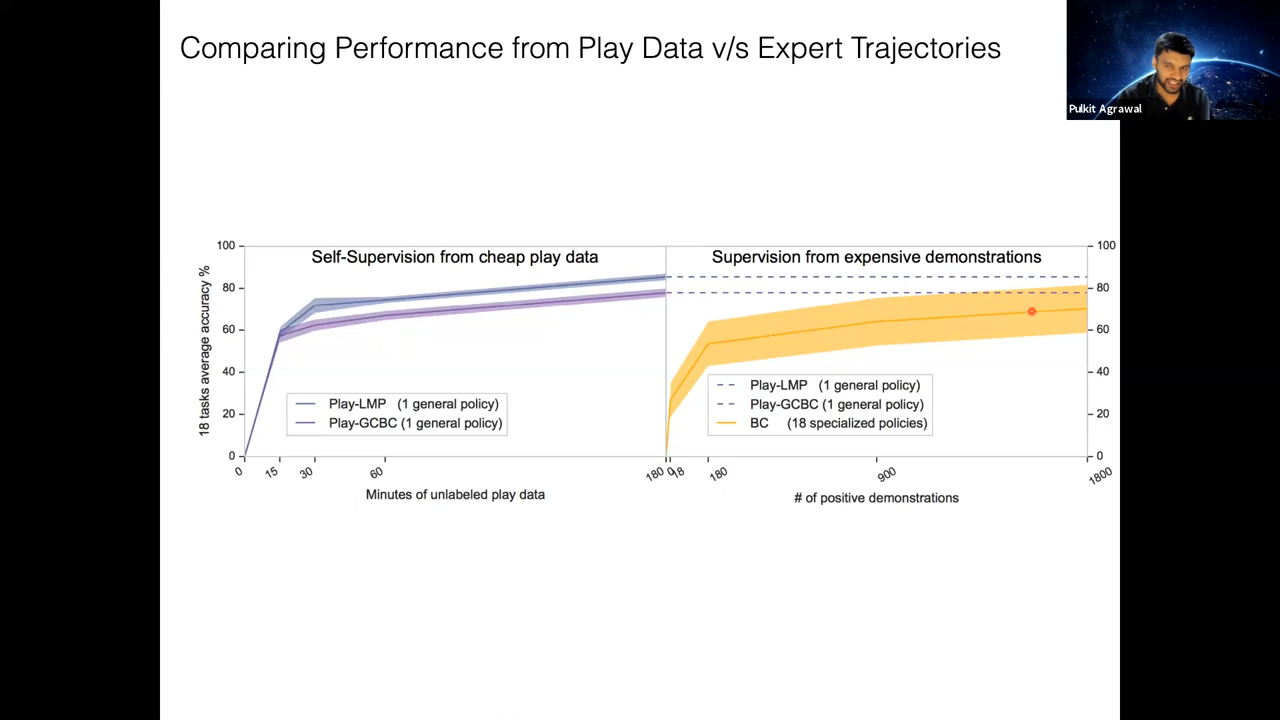 Comparing Performance from Play Data v/s Expert Trajectories
Pulkit Agrawal
Self-Supervision from cheap play data
Supervision from expensive demonstrations
18 tasks average accuracy %
100
80
60
40
20
0
Play-LMP (1 general policy)
Play-GCBC (1 general policy)
0 15 30 60 180
Minutes of unlabeled play data
Play-LMP (1 general policy)
Play-GCBC (1 general policy)
BC (18 specialized policies)
100
80
60
40
20
0
0 18 180 900 1800
# of positive demonstrations